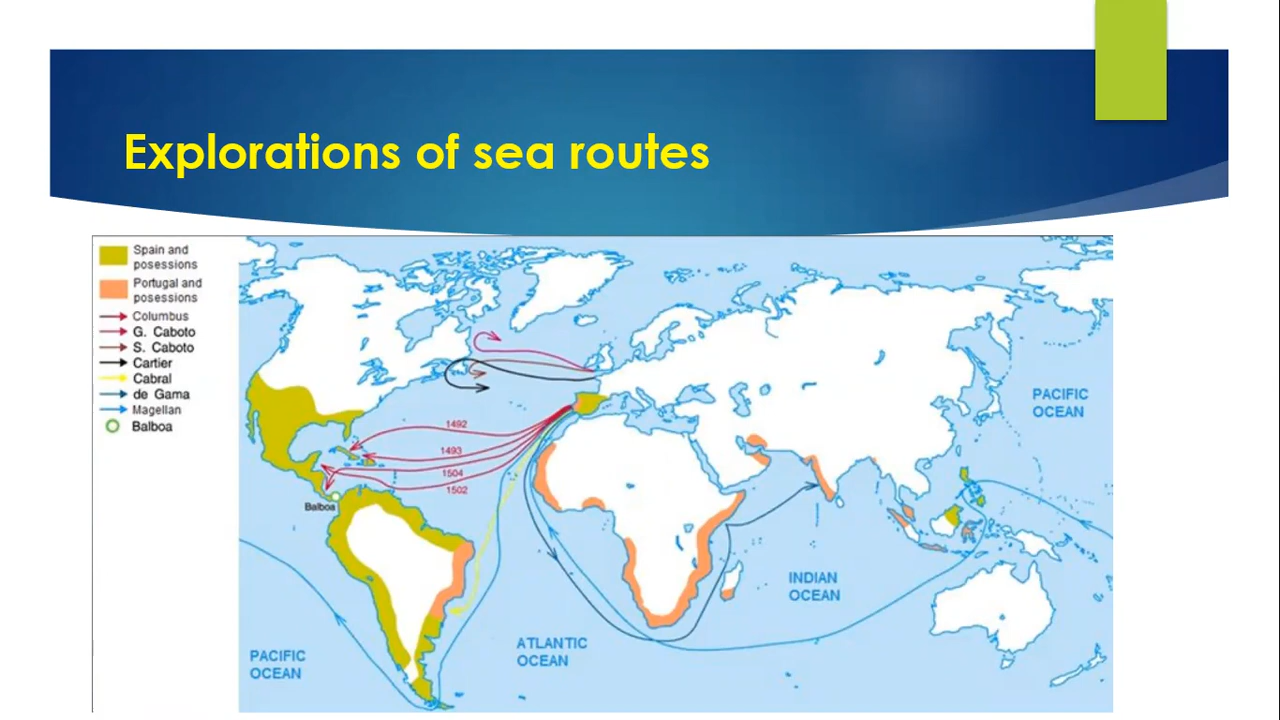 Explorations of sea routes
Spain and
posessions
Portugal and
posessions
Columbus
G. Caboto
S. Caboto
Cartier
Cabral
de Gama
Magellan
Balboa
1492
1493
1504
1502
Balboa
PACIFIC
OCEAN
INDIAN
OCEAN
ATLANTIC
OCEAN
PACIFIC
OCEAN